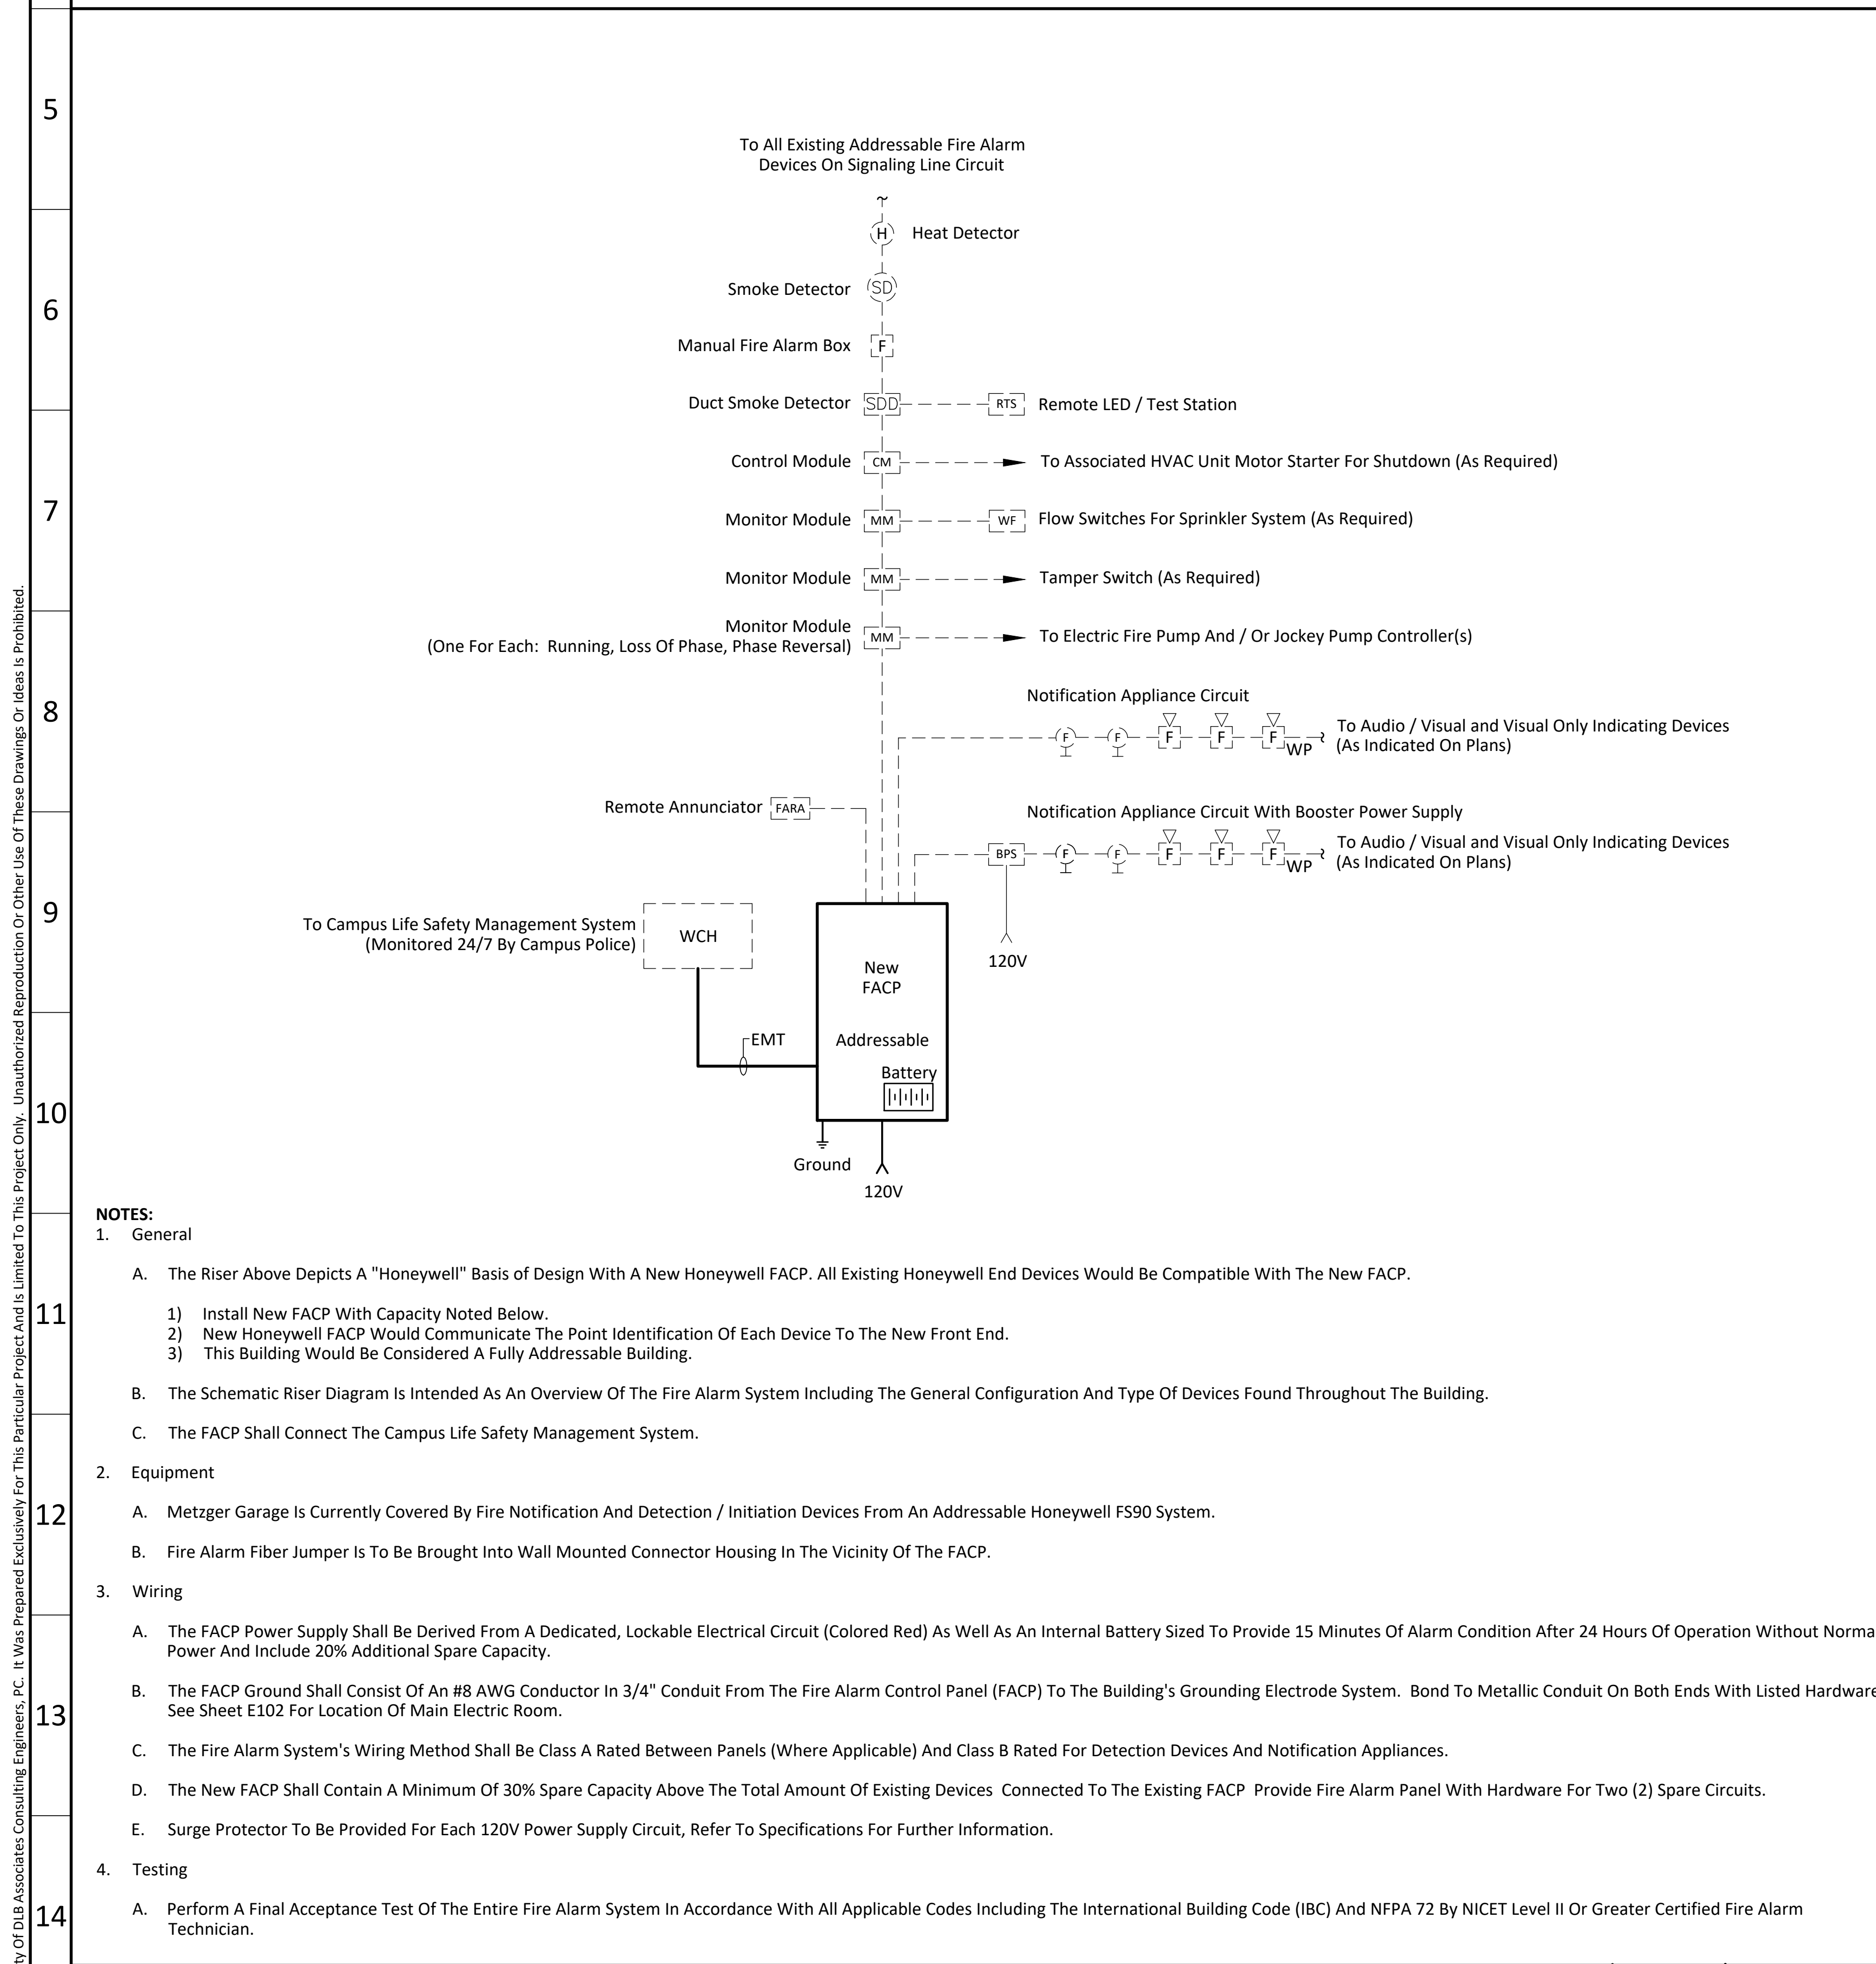 To All Existing Addressable Fire Alarm
Devices On Signaling Line Circuit
~
H Heat Detector
Smoke Detector SD
Manual Fire Alarm Box F
Duct Smoke Detector SDD RTS Remote LED / Test Station
Control Module CM To Associated HVAC Unit Motor Starter For Shutdown (As Required)
Monitor Module MM WF Flow Switches For Sprinkler System (As Required)
Monitor Module MM Tamper Switch (As Required)
Monitor Module
(One For Each: Running, Loss Of Phase, Phase Reversal) MM To Electric Fire Pump And / Or Jockey Pump Controller(s)
Notification Appliance Circuit
F F F F F WP
To Audio / Visual and Visual Only Indicating Devices
(As Indicated On Plans)
Remote Annunciator FARA
Notification Appliance Circuit With Booster Power Supply
BPS F F F F F WP
To Audio / Visual and Visual Only Indicating Devices
(As Indicated On Plans)
120V
To Campus Life Safety Management System
(Monitored 24/7 By Campus Police)
WCH
EMT
New
FACP
Addressable
Battery
Ground
120V
NOTES:
1. General
A. The Riser Above Depicts A "Honeywell" Basis of Design With A New Honeywell FACP. All Existing Honeywell End Devices Would Be Compatible With The New FACP.
1) Install New FACP With Capacity Noted Below.
2) New Honeywell FACP Would Communicate The Point Identification Of Each Device To The New Front End.
3) This Building Would Be Considered A Fully Addressable Building.
B. The Schematic Riser Diagram Is Intended As An Overview Of The Fire Alarm System Including The General Configuration And Type Of Devices Found Throughout The Building.
C. The FACP Shall Connect The Campus Life Safety Management System.
2. Equipment
A. Metzger Garage Is Currently Covered By Fire Notification And Detection / Initiation Devices From An Addressable Honeywell FS90 System.
B. Fire Alarm Fiber Jumper Is To Be Brought Into Wall Mounted Connector Housing In The Vicinity Of The FACP.
3. Wiring
A. The FACP Power Supply Shall Be Derived From A Dedicated, Lockable Electrical Circuit (Colored Red) As Well As An Internal Battery Sized To Provide 15 Minutes Of Alarm Condition After 24 Hours Of Operation Without Norma
Power And Include 20% Additional Spare Capacity.
B. The FACP Ground Shall Consist Of An #8 AWG Conductor In 3/4" Conduit From The Fire Alarm Control Panel (FACP) To The Building's Grounding Electrode System. Bond To Metallic Conduit On Both Ends With Listed Hardware
See Sheet E102 For Location Of Main Electric Room.
C. The Fire Alarm System's Wiring Method Shall Be Class A Rated Between Panels (Where Applicable) And Class B Rated For Detection Devices And Notification Appliances.
D. The New FACP Shall Contain A Minimum Of 30% Spare Capacity Above The Total Amount Of Existing Devices Connected To The Existing FACP Provide Fire Alarm Panel With Hardware For Two (2) Spare Circuits.
E. Surge Protector To Be Provided For Each 120V Power Supply Circuit, Refer To Specifications For Further Information.
4. Testing
A. Perform A Final Acceptance Test Of The Entire Fire Alarm System In Accordance With All Applicable Codes Including The International Building Code (IBC) And NFPA 72 By NICET Level II Or Greater Certified Fire Alarm
Technician.
5
6
7
8
9
10
11
12
13
14
ty Of DLB Associates Consulting Engineers, PC. It Was Prepared Exclusively For This Particular Project And Is Limited To This Project Only. Unauthorized Reproduction Or Other Use Of These Drawings Or Ideas Is Prohibited.